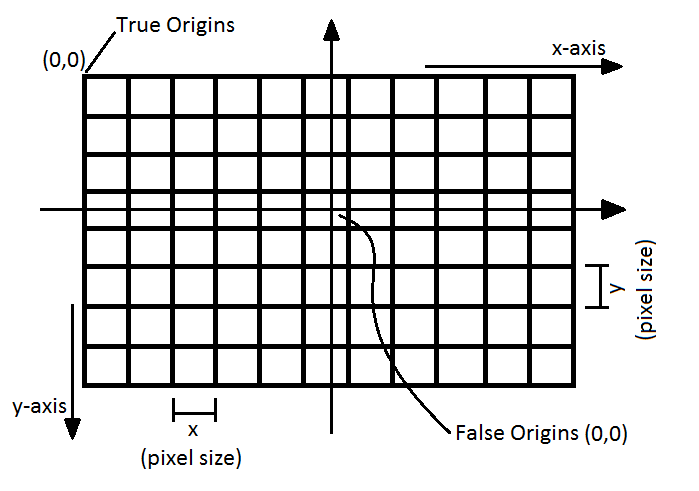 True Origins
(0,0)
x-axis
y
(pixel size)
y-axis
x
(pixel size)
False Origins (0,0)